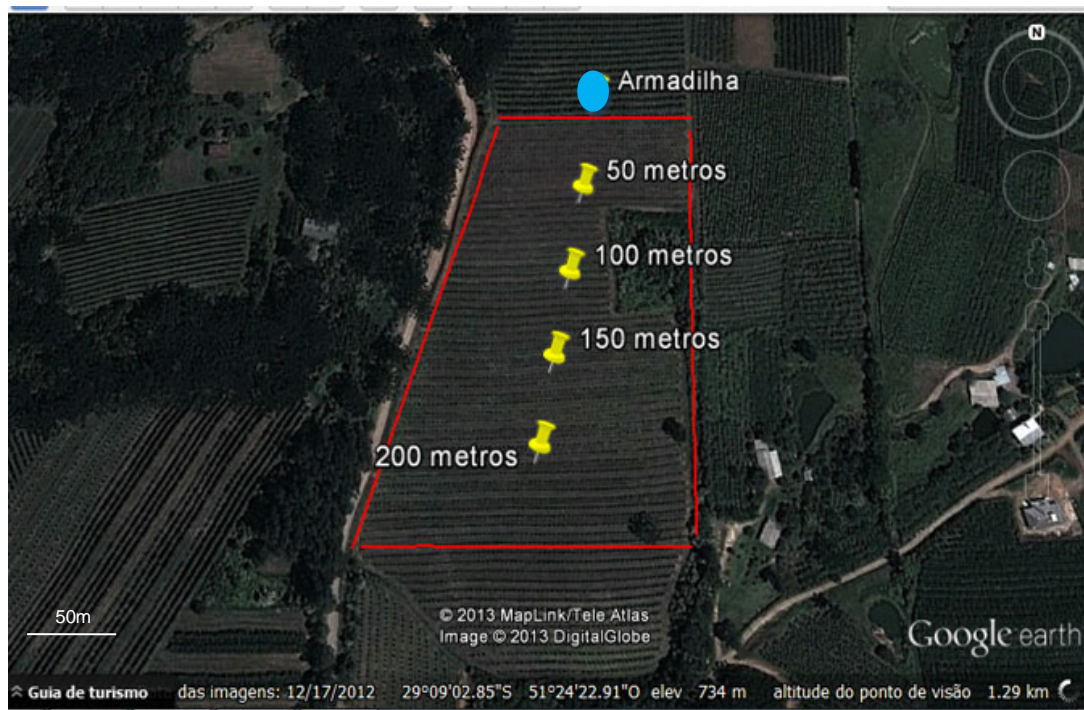 N
Armadilha
50 metros
100 metros
150 metros
200 metros
50m
© 2013 MapLink/Tele Atlas
Image © 2013 DigitalGlobe
Google earth
Guia de turismo das imagens: 12/17/2012 29°09'02.85"S 51°24'22.91"O elev 734 m altitude do ponto de visão 1.29 km